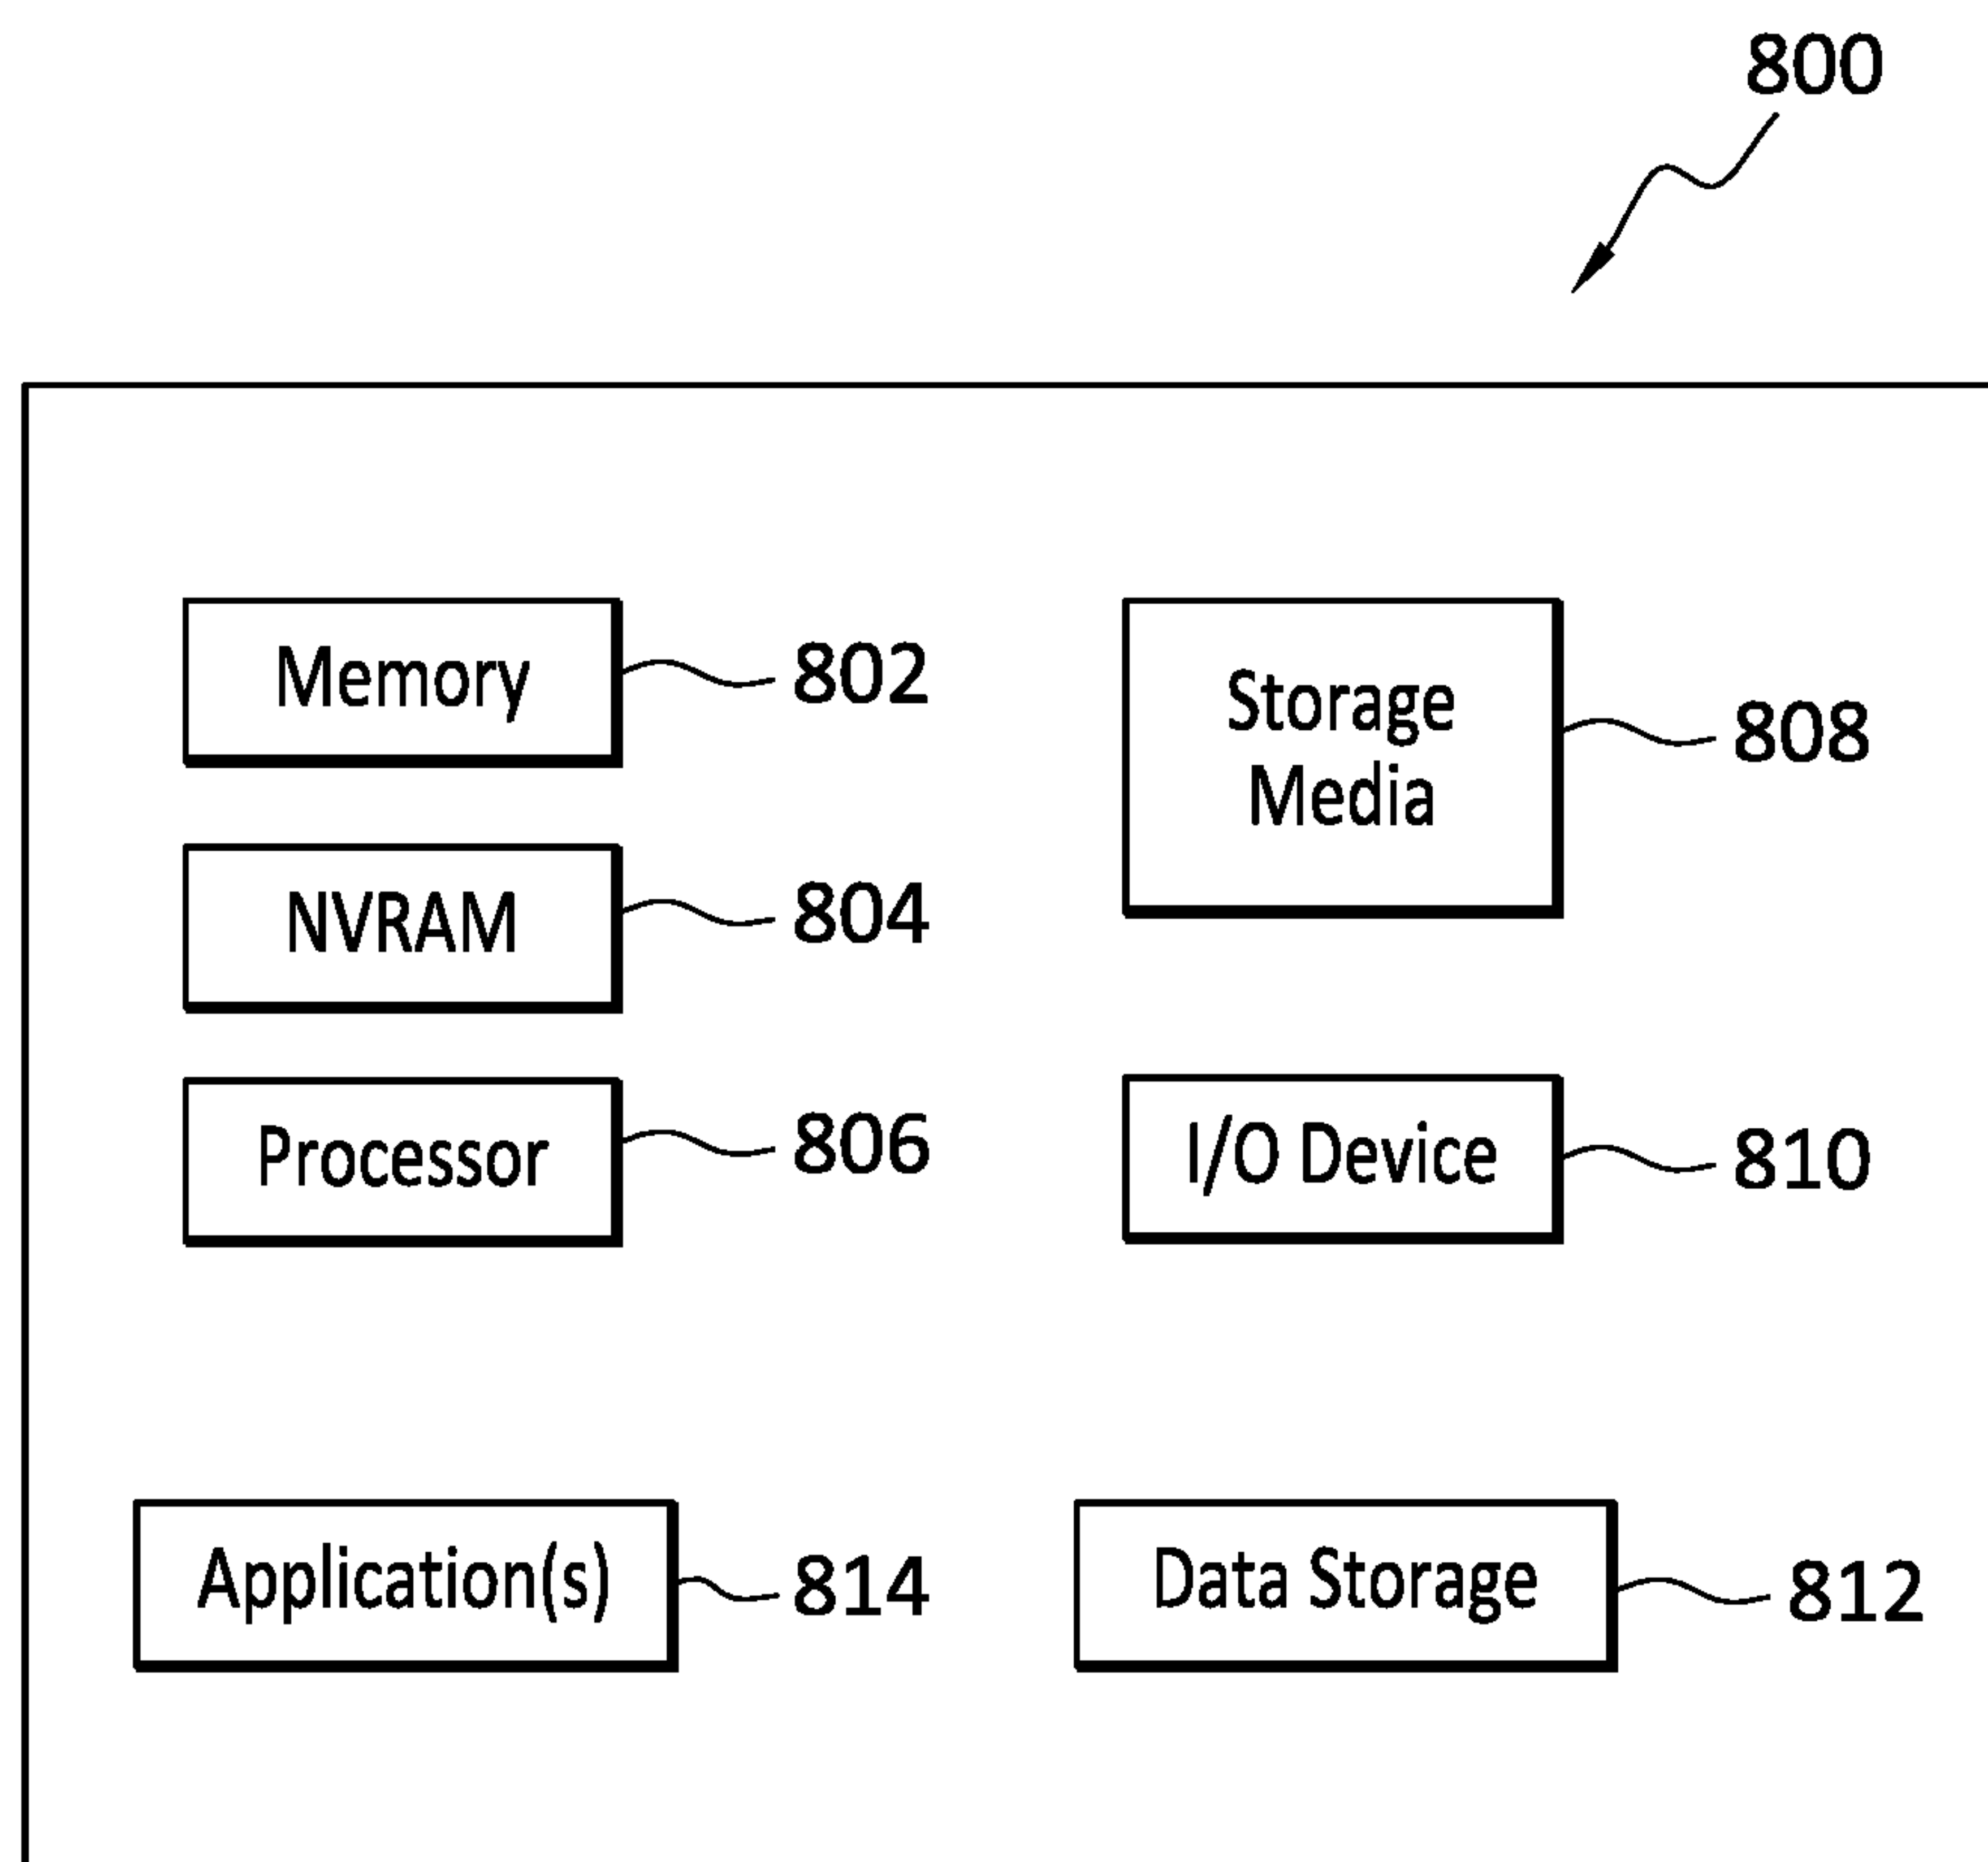 800
Memory
802
Storage
Media
808
NVRAM
804
Processor
806
I/O Device
810
Application(s)
814
Data Storage
812